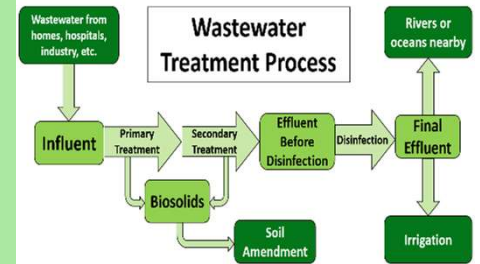 Wastewater from
homes, hospitals,
industry, etc.
Wastewater
Treatment Process
Rivers or
oceans nearby
Influent
Primary
Treatment
Secondary
Treatment
Effluent
Before
Disinfection
Disinfection
Final
Effluent
Biosolids
Soil
Amendment
Irrigation